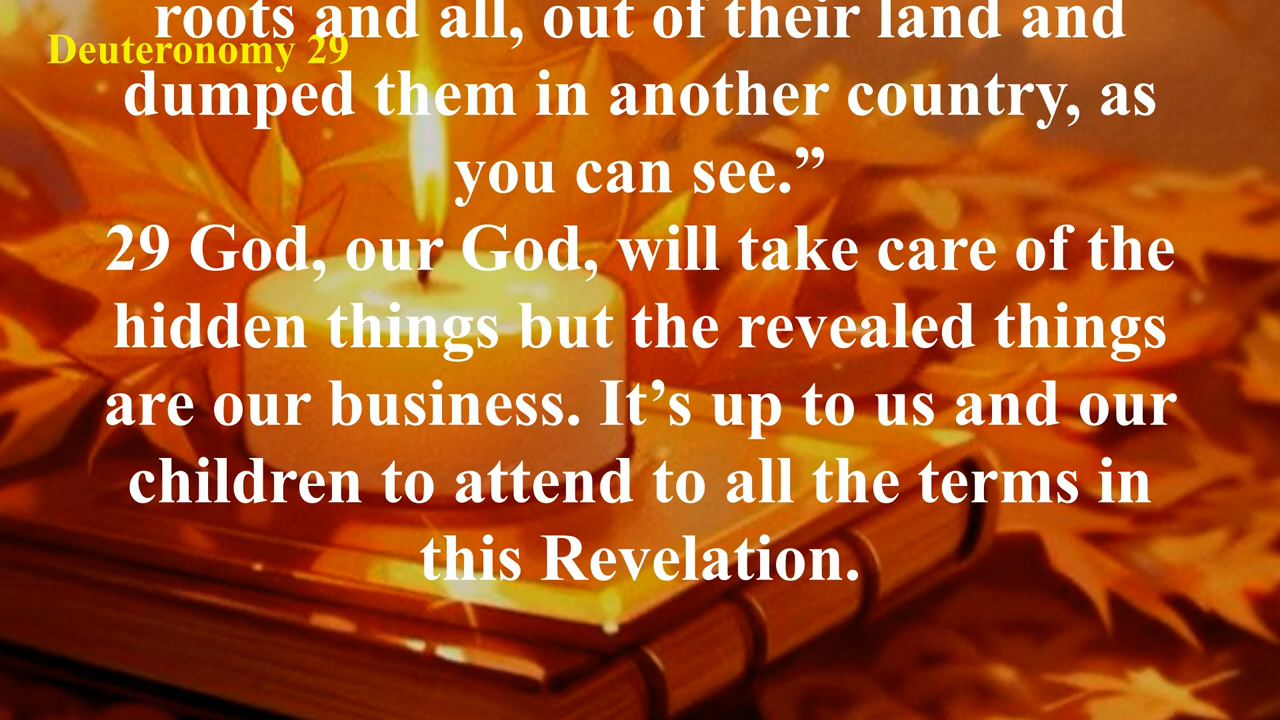 roots and all, out of their land and
Deuteronomy 29
dumped them in another country, as
you can see.”
29 God, our God, will take care of the
hidden things but the revealed things
are our business. It’s up to us and our
children to attend to all the terms in
this Revelation.